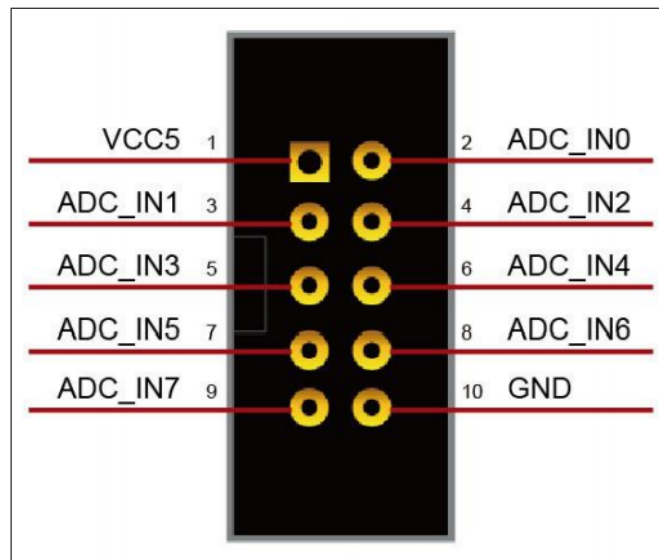 VCC5 1 2 ADC_IN0
ADC_IN1 3 4 ADC_IN2
ADC_IN3 5 6 ADC_IN4
ADC_IN5 7 8 ADC_IN6
ADC_IN7 9 10 GND